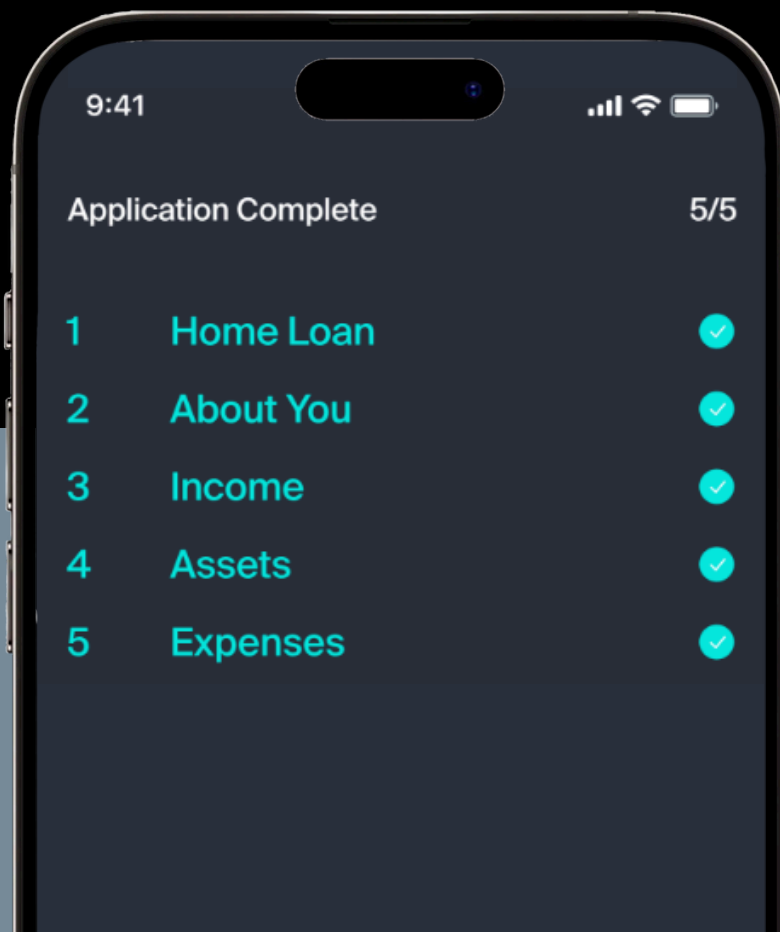 9:41
Application Complete 5/5
1 Home Loan
2 About You
3 Income
4 Assets
5 Expenses